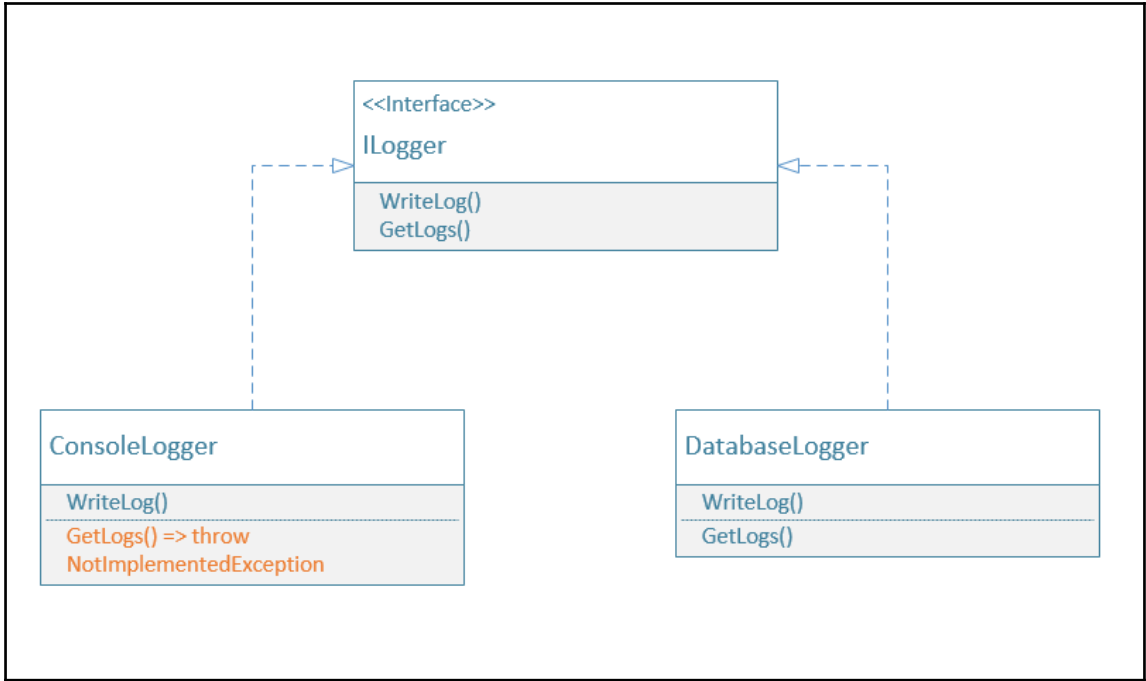 <<Interface>>
ILogger
WriteLog()
GetLogs()
ConsoleLogger
WriteLog()
GetLogs() => throw
NotImplementedException
DatabaseLogger
WriteLog()
GetLogs()